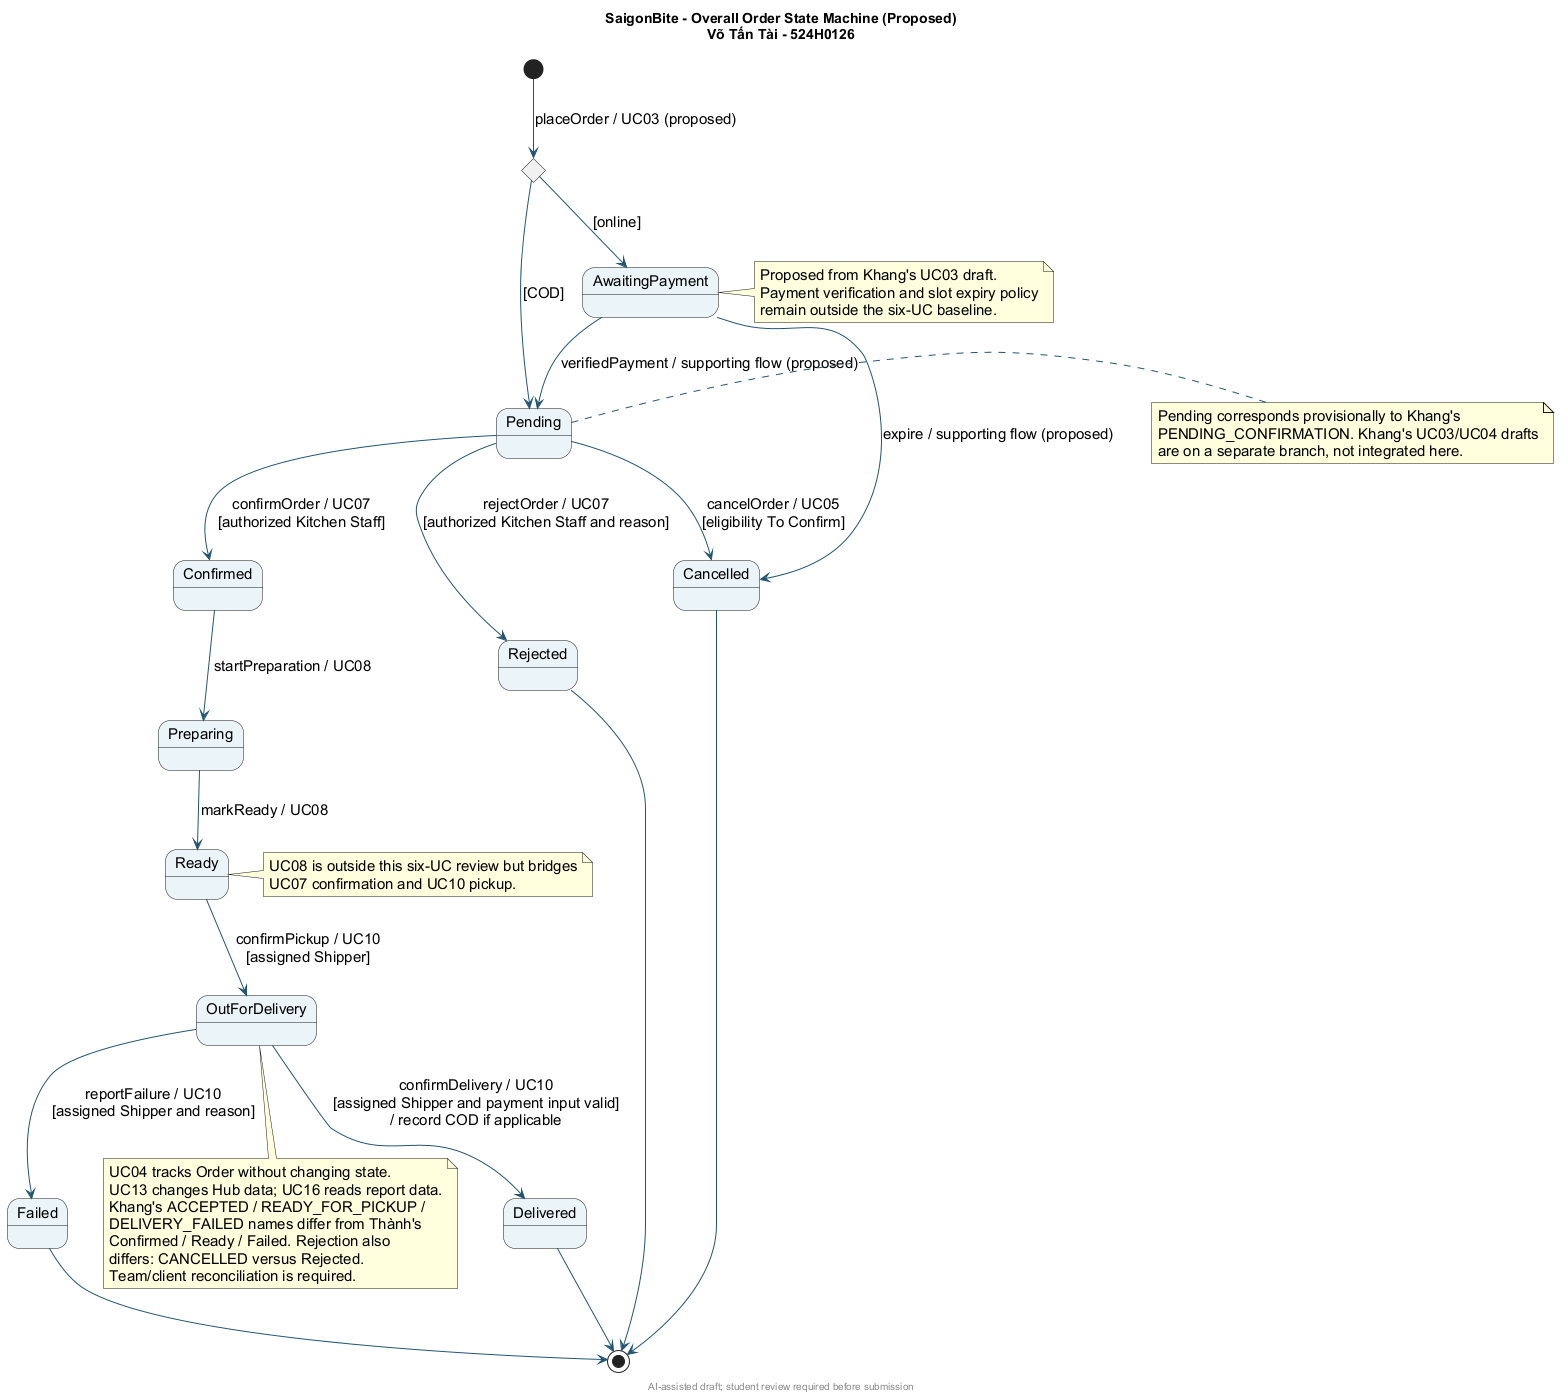 SaigonBite - Overall Order State Machine (Proposed)
Võ Tấn Tài - 524H0126
placeOrder / UC03 (proposed)
[online]
[COD]
AwaitingPayment
Proposed from Khang's UC03 draft.
Payment verification and slot expiry policy
remain outside the six-UC baseline.
verifiedPayment / supporting flow (proposed)
Pending
expire / supporting flow (proposed)
Pending corresponds provisionally to Khang's
PENDING_CONFIRMATION. Khang's UC03/UC04 drafts
are on a separate branch, not integrated here.
confirmOrder / UC07
[authorized Kitchen Staff]
rejectOrder / UC07
[authorized Kitchen Staff and reason]
cancelOrder / UC05
[eligibility To Confirm]
Confirmed
Cancelled
Rejected
startPreparation / UC08
Preparing
markReady / UC08
Ready
UC08 is outside this six-UC review but bridges
UC07 confirmation and UC10 pickup.
confirmPickup / UC10
[assigned Shipper]
OutForDelivery
reportFailure / UC10
[assigned Shipper and reason]
confirmDelivery / UC10
[assigned Shipper and payment input valid]
/ record COD if applicable
UC04 tracks Order without changing state.
UC13 changes Hub data; UC16 reads report data.
Khang's ACCEPTED / READY_FOR_PICKUP /
DELIVERY_FAILED names differ from Thành's
Confirmed / Ready / Failed. Rejection also
differs: CANCELLED versus Rejected.
Team/client reconciliation is required.
Failed
Delivered
AI-assisted draft; student review required before submission